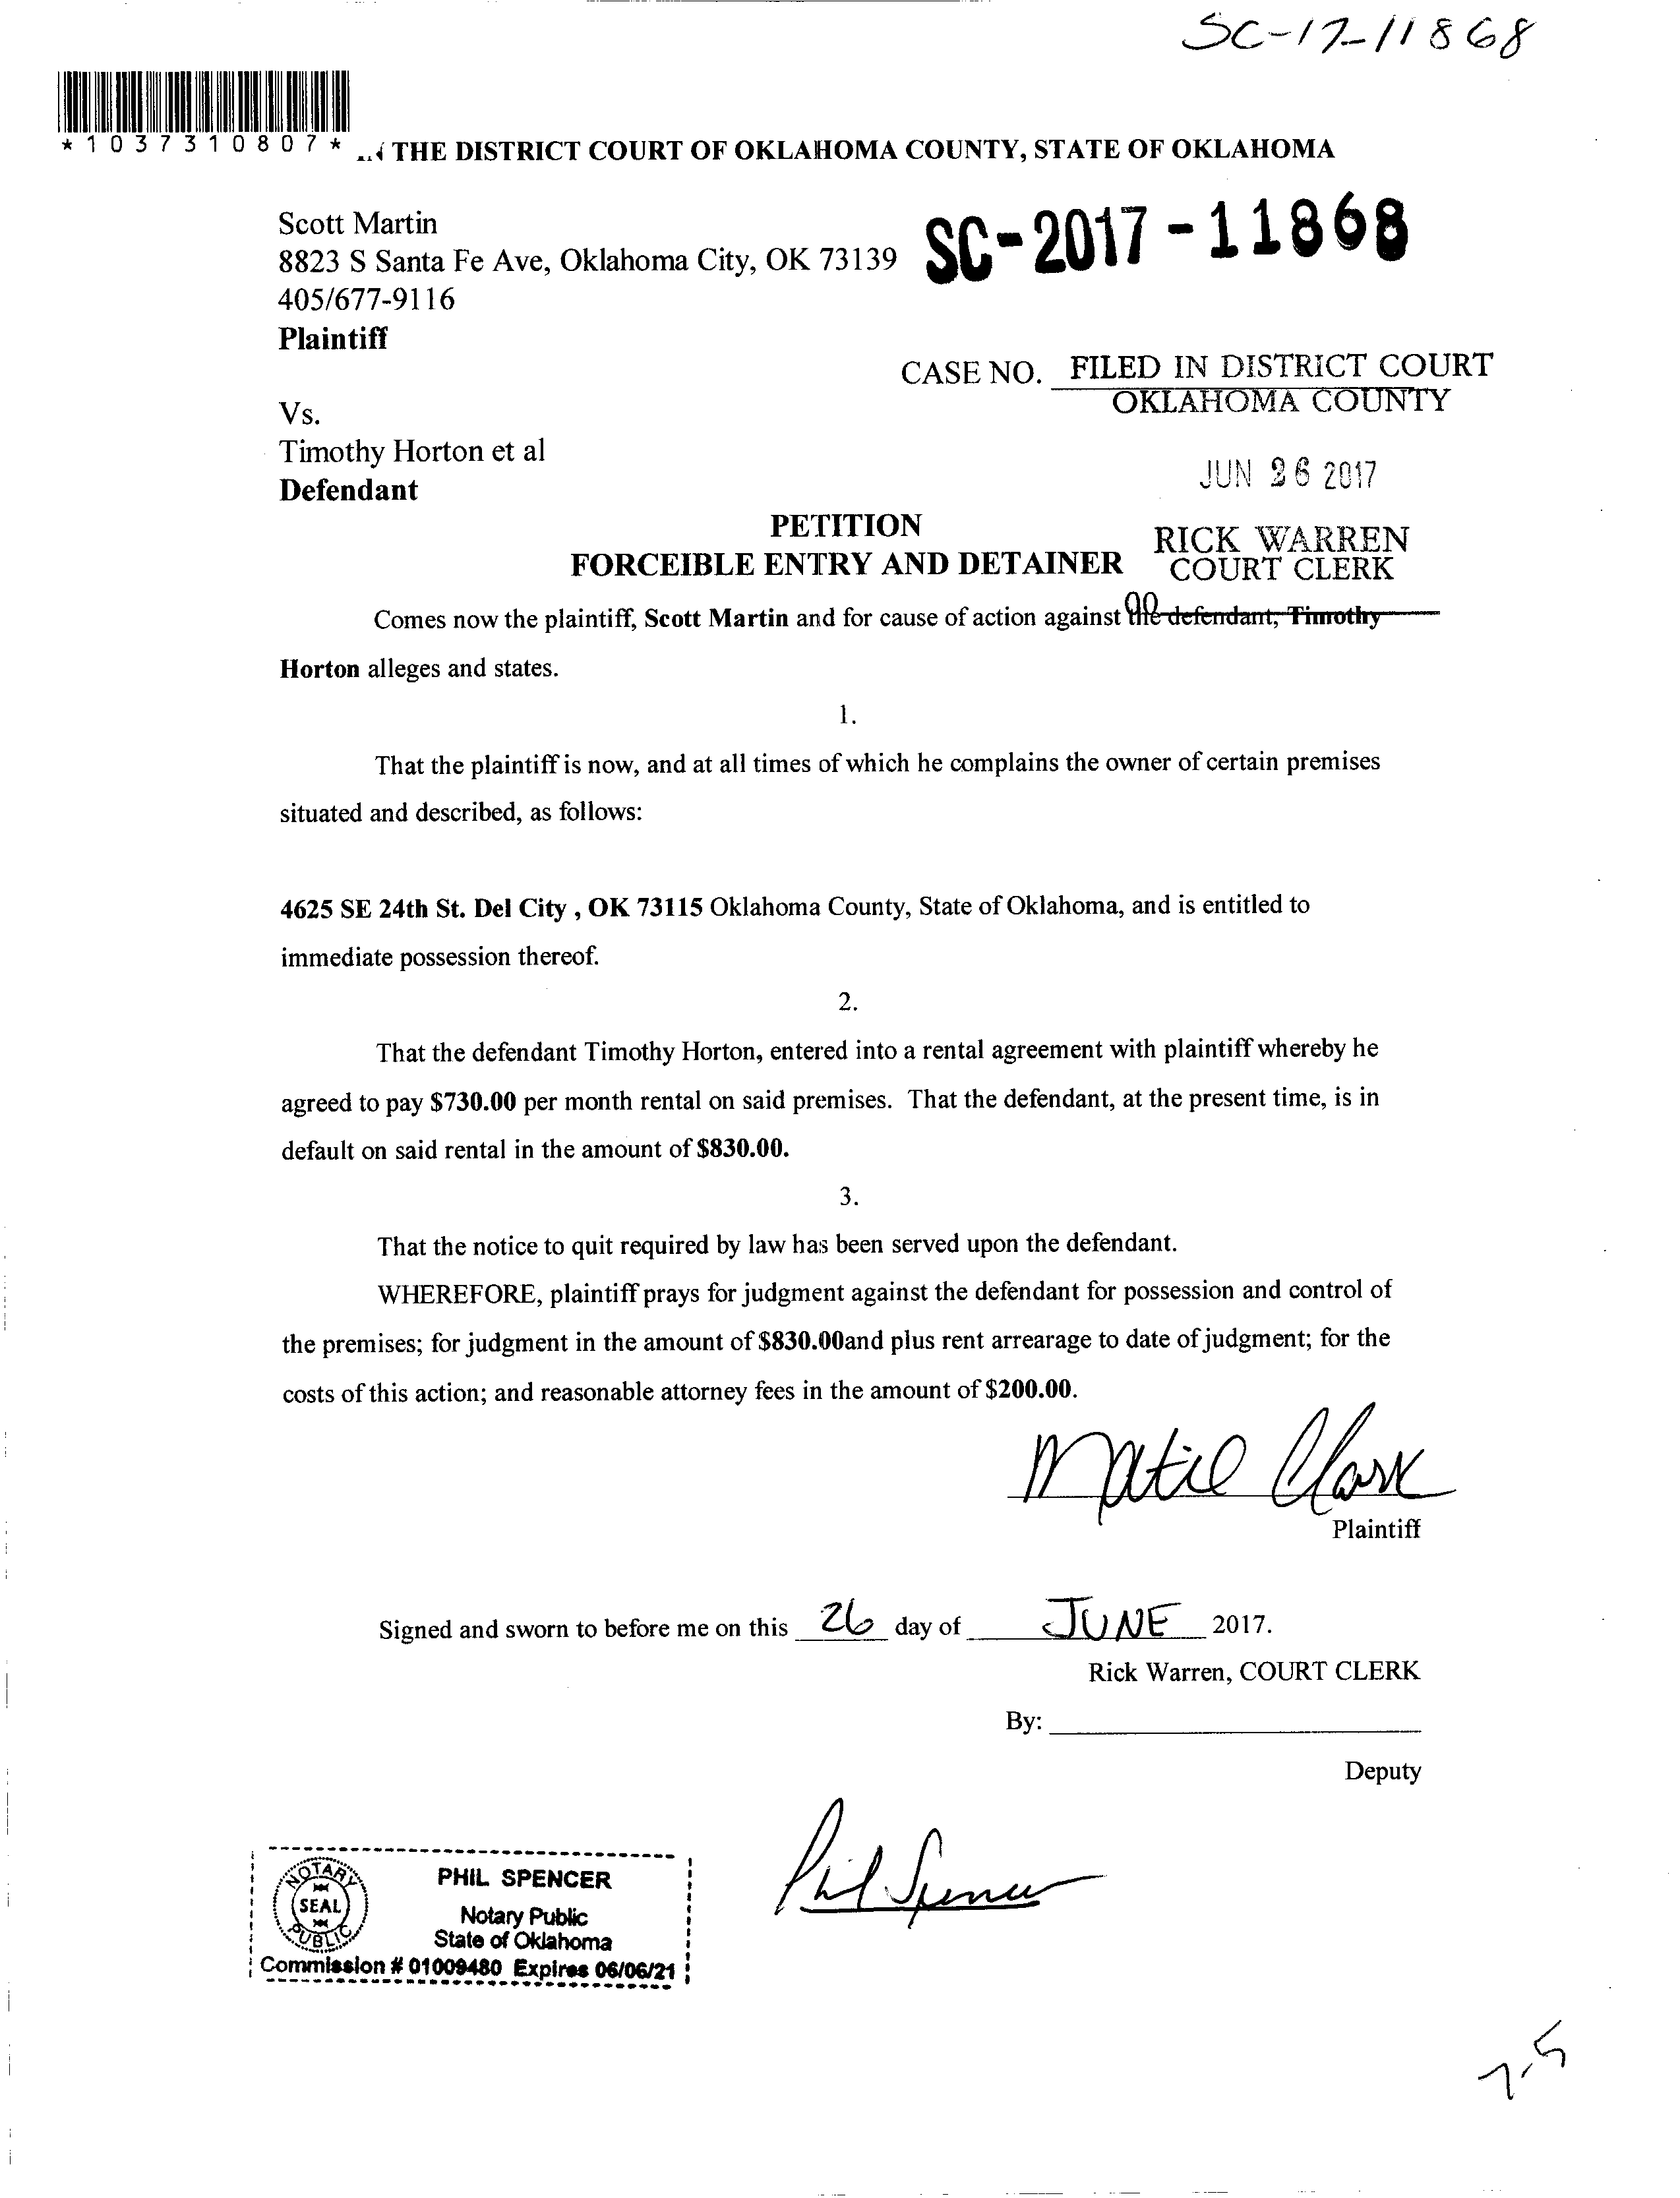 SC-17-11868
*1037310807*
THE DISTRICT COURT OF OKLAHOMA COUNTY, STATE OF OKLAHOMA
Scott Martin
8823 S Santa Fe Ave, Oklahoma City, OK 73139
SC-2017-11868
405/677-9116
Plaintiff
CASE NO. FILED IN DISTRICT COURT
OKLAHOMA COUNTY
Vs.
Timothy Horton et al
JUN 26 2017
Defendant
PETITION
RICK WARREN
FORCEIBLE ENTRY AND DETAINER
COURT CLERK
Comes now the plaintiff, Scott Martin and for cause of action against the defendant, Timothy
Horton alleges and states.
1.
That the plaintiff is now, and at all times of which he complains the owner of certain premises
situated and described, as follows:
4625 SE 24th St. Del City , OK 73115 Oklahoma County, State of Oklahoma, and is entitled to
immediate possession thereof.
2.
That the defendant Timothy Horton, entered into a rental agreement with plaintiff whereby he
agreed to pay $730.00 per month rental on said premises. That the defendant, at the present time, is in
default on said rental in the amount of $830.00.
3.
That the notice to quit required by law has been served upon the defendant.
WHEREFORE, plaintiff prays for judgment against the defendant for possession and control of
the premises; for judgment in the amount of $830.00and plus rent arrearage to date of judgment; for the
costs of this action; and reasonable attorney fees in the amount of $200.00.
Clark
Plaintiff
Signed and sworn to before me on this 26 day of JUNE 2017.
Rick Warren, COURT CLERK
By:
Deputy
Phil Spencer
NOTARY
SEAL
PUBLIC
PHIL SPENCER
Notary Public
State of Oklahoma
Commission # 01009480 Expires 06/06/21
7-5